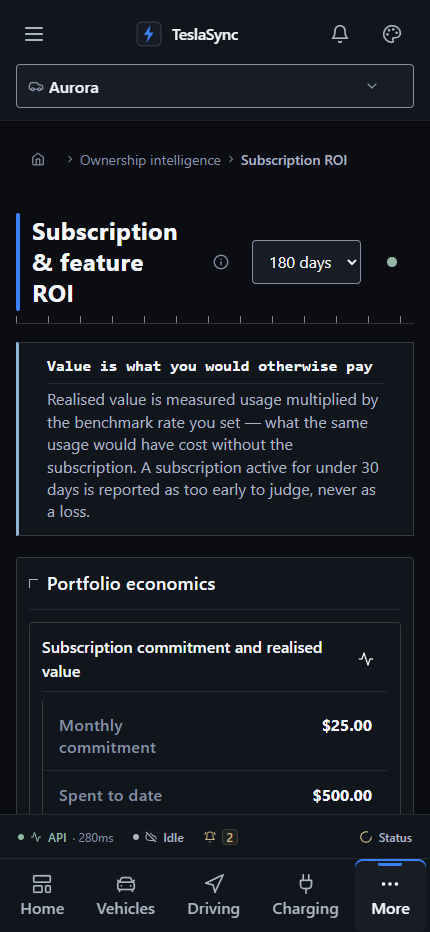 TeslaSync
Aurora
Ownership intelligence
Subscription ROI
Subscription
& feature
ROI
180 days
Value is what you would otherwise pay
Realised value is measured usage multiplied by
the benchmark rate you set — what the same
usage would have cost without the
subscription. A subscription active for under 30
days is reported as too early to judge, never as
a loss.
Portfolio economics
Subscription commitment and realised
value
Monthly
commitment
$25.00
Spent to date
$500.00
API · 280ms
Idle
2
Status
Home
Vehicles
Driving
Charging
More